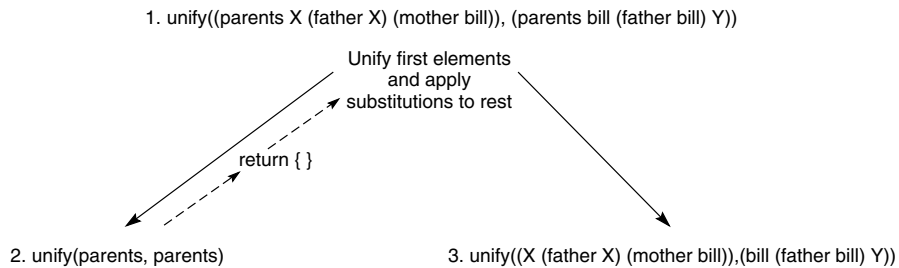 1. unify((parents X (father X) (mother bill)), (parents bill (father bill) Y))
Unify first elements
and apply
substitutions to rest
return { }
2. unify(parents, parents)
3. unify((X (father X) (mother bill)),(bill (father bill) Y))